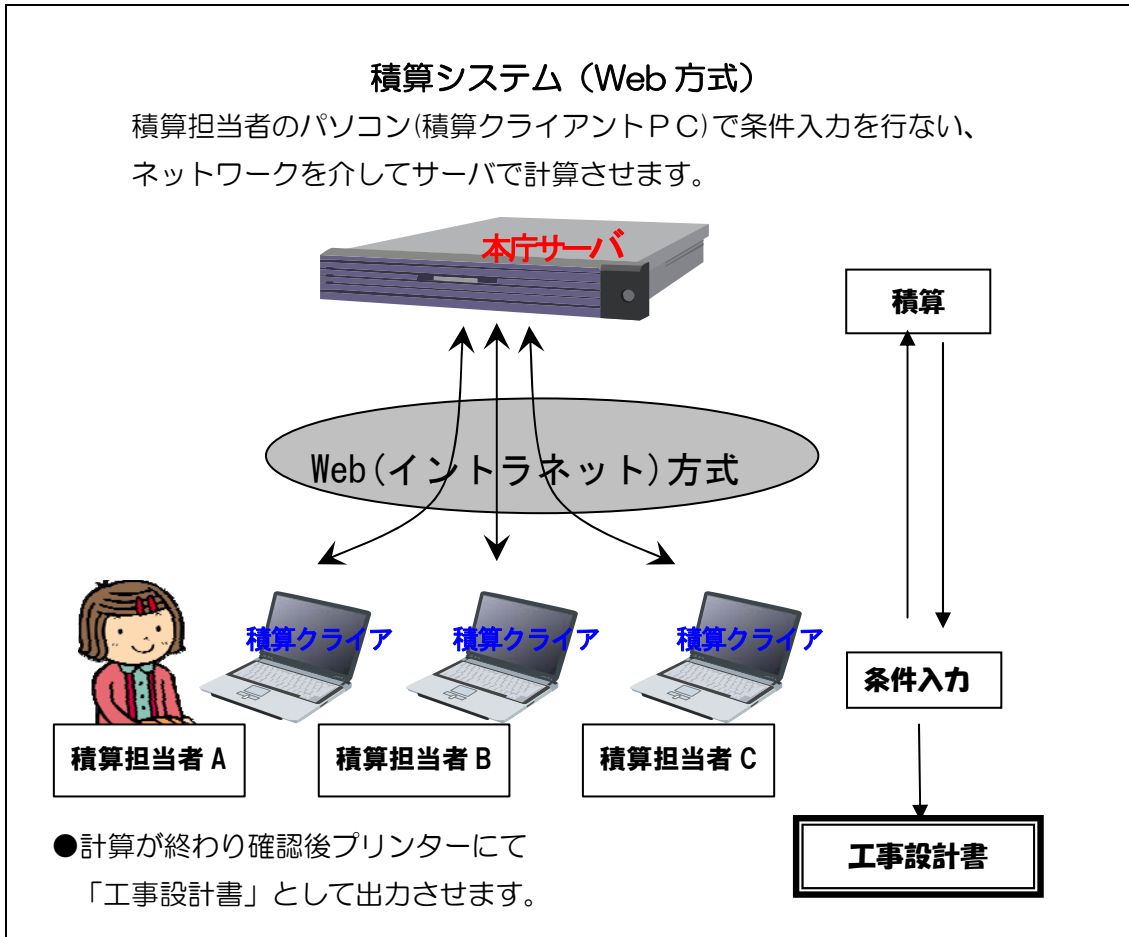 積算システム（Web 方式）
積算担当者のパソコン(積算クライアントＰＣ)で条件入力を行ない、
ネットワークを介してサーバで計算させます。
本庁サーバ
積算
Web(イントラネット)方式
積算クライア
積算クライア
積算クライア
条件入力
積算担当者 A
積算担当者 B
積算担当者 C
●計算が終わり確認後プリンターにて
「工事設計書」として出力させます。
工事設計書